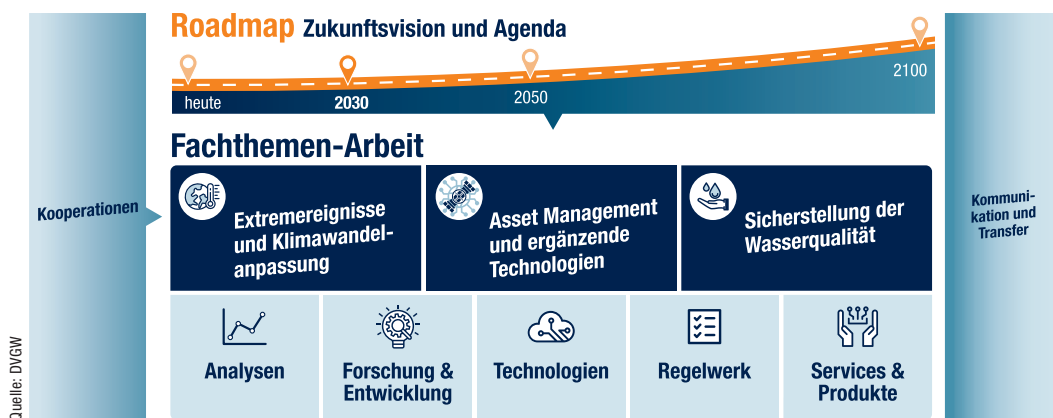 Roadmap Zukunftsvision und Agenda
heute
2030
2050
2100
Kooperationen
Fachthemen-Arbeit
Extremereignisse
und Klimawandel-
anpassung
Asset Management
und ergänzende
Technologien
Sicherstellung der
Wasserqualität
Kommuni-
kation und
Transfer
Analysen
Forschung &
Entwicklung
Technologien
Regelwerk
Services &
Produkte
Quelle: DVGW